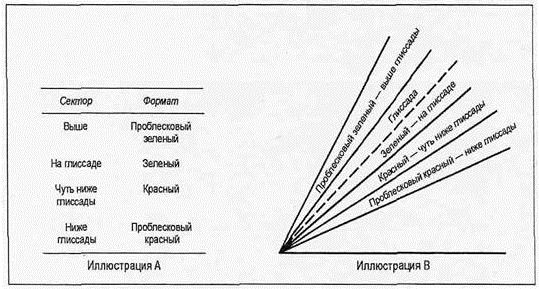 Сектор Формат
Выше Проблесковый
зеленый
На глиссаде Зеленый
Чуть ниже Красный
глиссады
Ниже Проблесковый
глиссады красный
Иллюстрация А
Проблесковый зеленый — выше глиссады
Глиссада
Зеленый — на глиссаде
Красный — чуть ниже глиссады
Проблесковый красный — ниже глиссады
Иллюстрация В